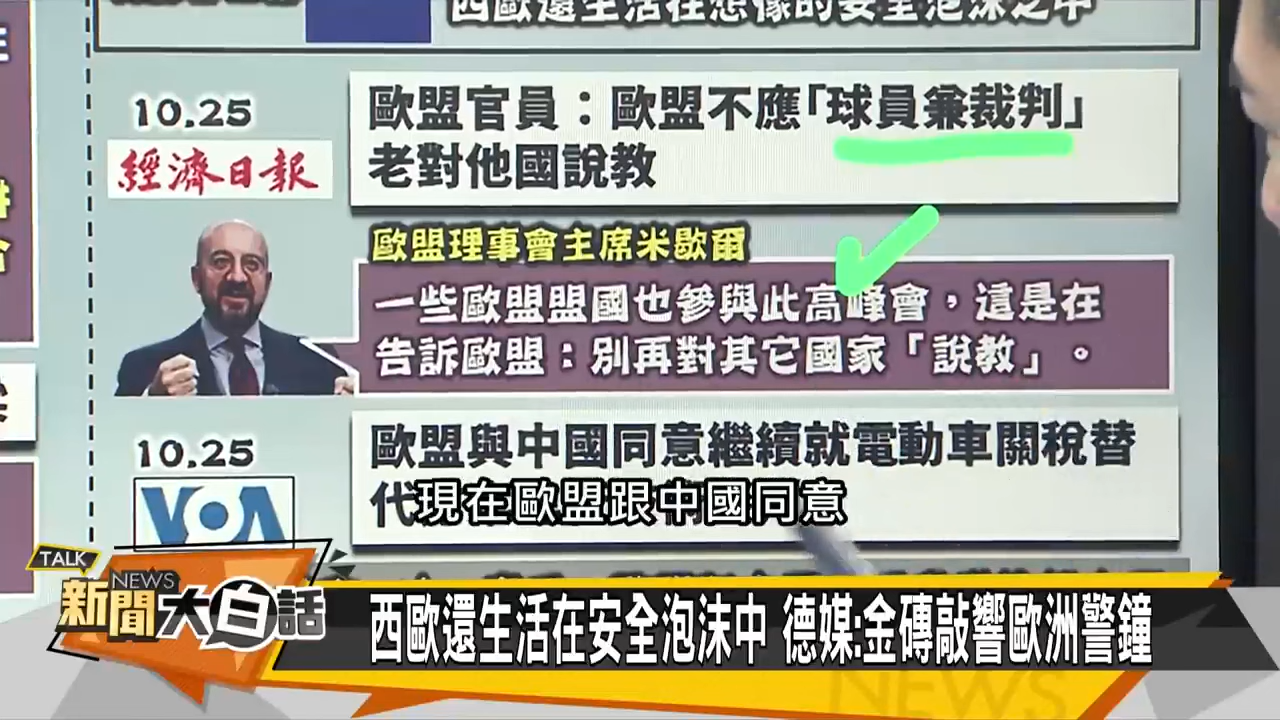 西歐還生活在想像的安全泡沫之中
10.25
經濟日報
歐盟官員：歐盟不應「球員兼裁判」
老對他國說教
歐盟理事會主席米歇爾
一些歐盟盟國也參與此高峰會，這是在
告訴歐盟：別再對其它國家「說教」。
10.25
VOA
歐盟與中國同意繼續就電動車關稅替
代
現在歐盟跟中國同意
TALK
NEWS
新聞大白話
西歐還生活在安全泡沫中 德媒:金磚敲響歐洲警鐘
NEWS